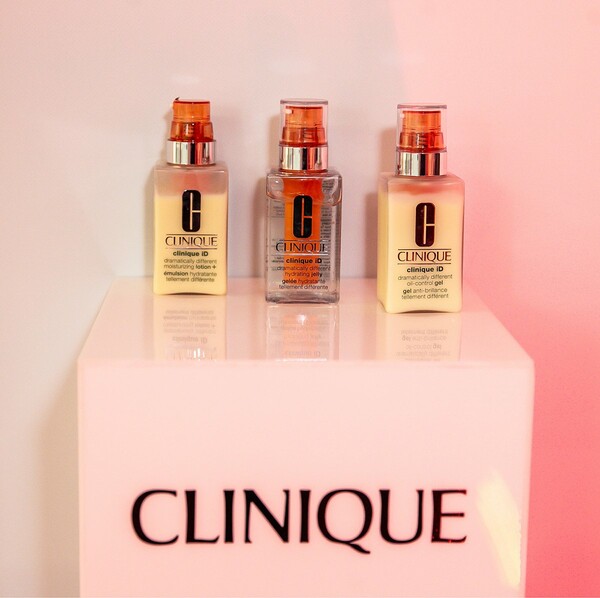 CLINIQUE
clinique iD
dramatically different
moisturizing lotion+
émulsion hydratante
tellement différente
CLINIQUE
clinique iD
dramatically different
hydrating jelly
gelée hydratante
tellement différente
CLINIQUE
clinique iD
dramatically different
oil-control gel
gel anti-brillance
tellement différent
CLINIQUE